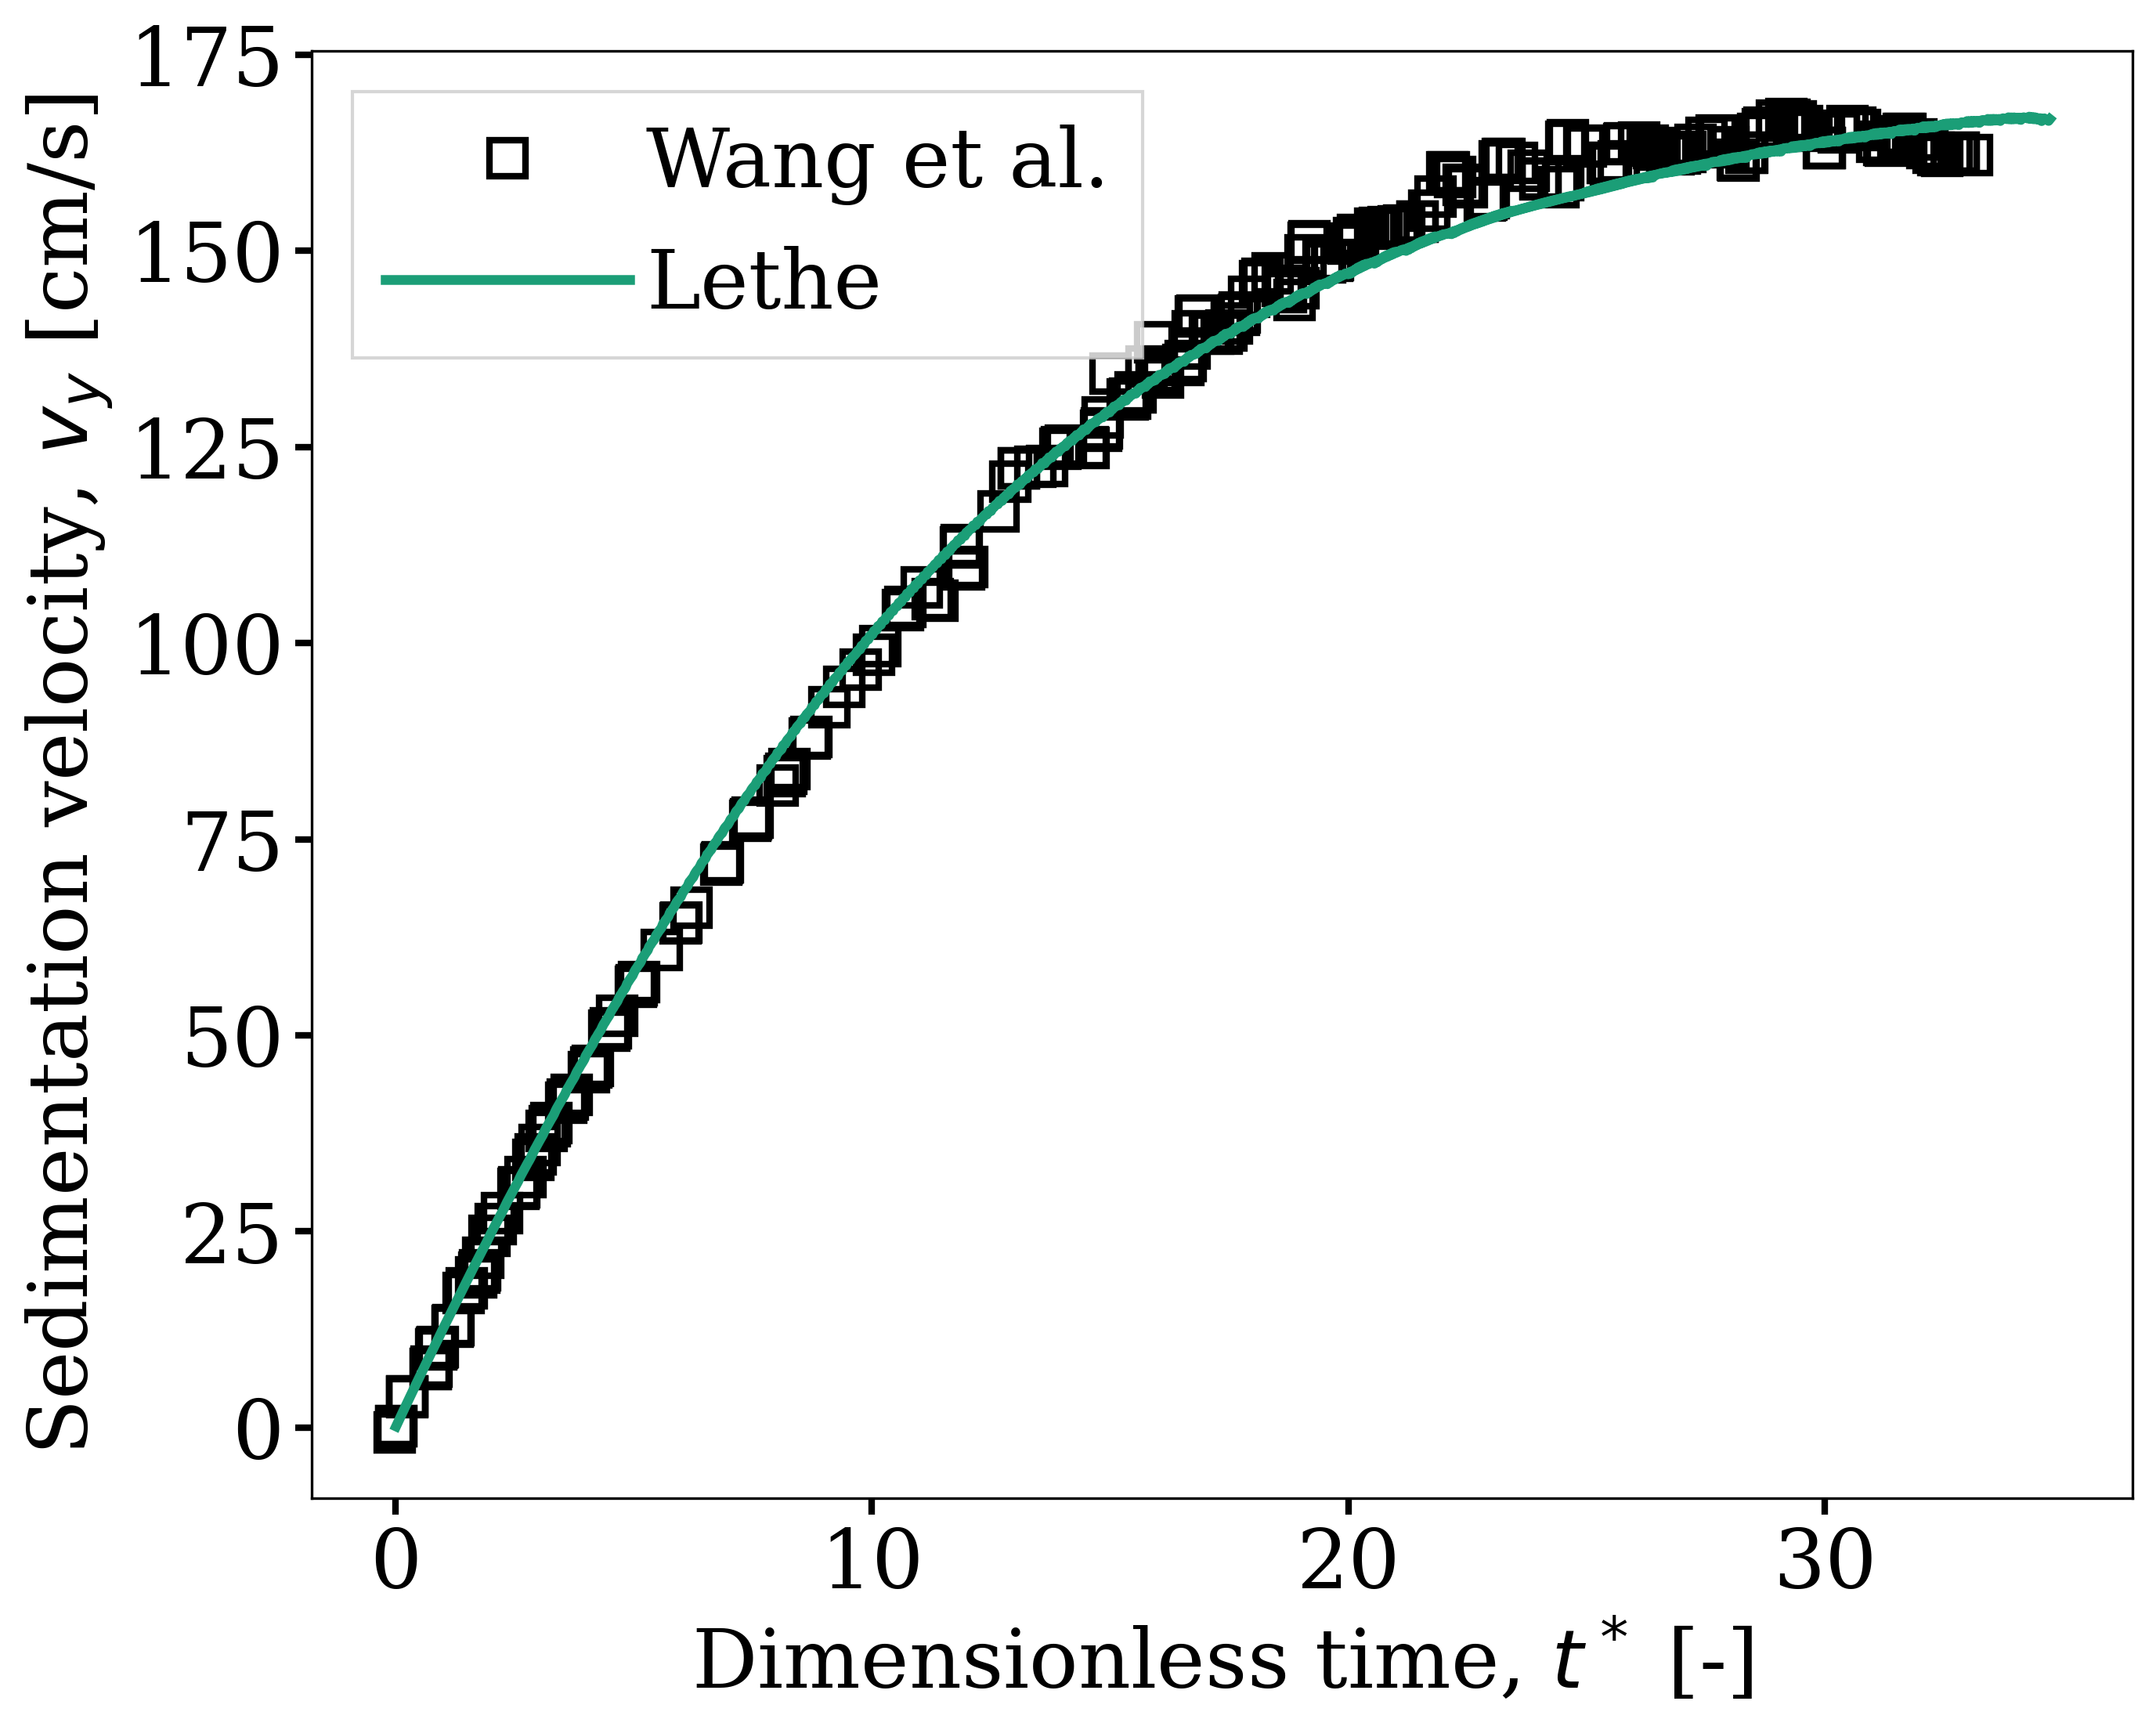 Sedimentation velocity, v_y [cm/s]
175
150
125
100
75
50
25
0
Wang et al.
Lethe
0 10 20 30
Dimensionless time, t* [-]